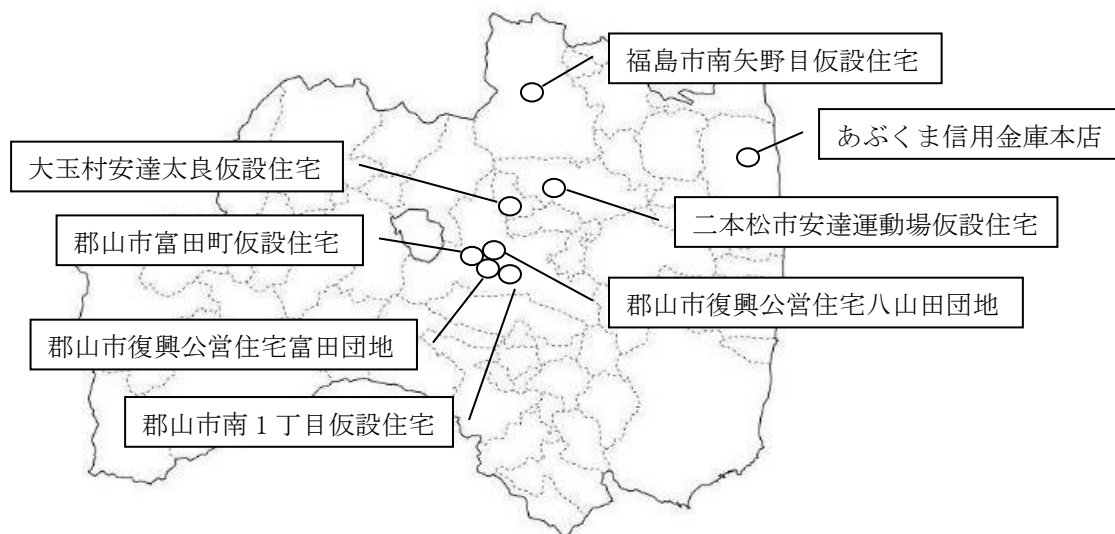 福島市南矢野目仮設住宅
あぶくま信用金庫本店
大玉村安達太良仮設住宅
二本松市安達運動場仮設住宅
郡山市富田町仮設住宅
郡山市復興公営住宅八山田団地
郡山市復興公営住宅富田団地
郡山市南１丁目仮設住宅